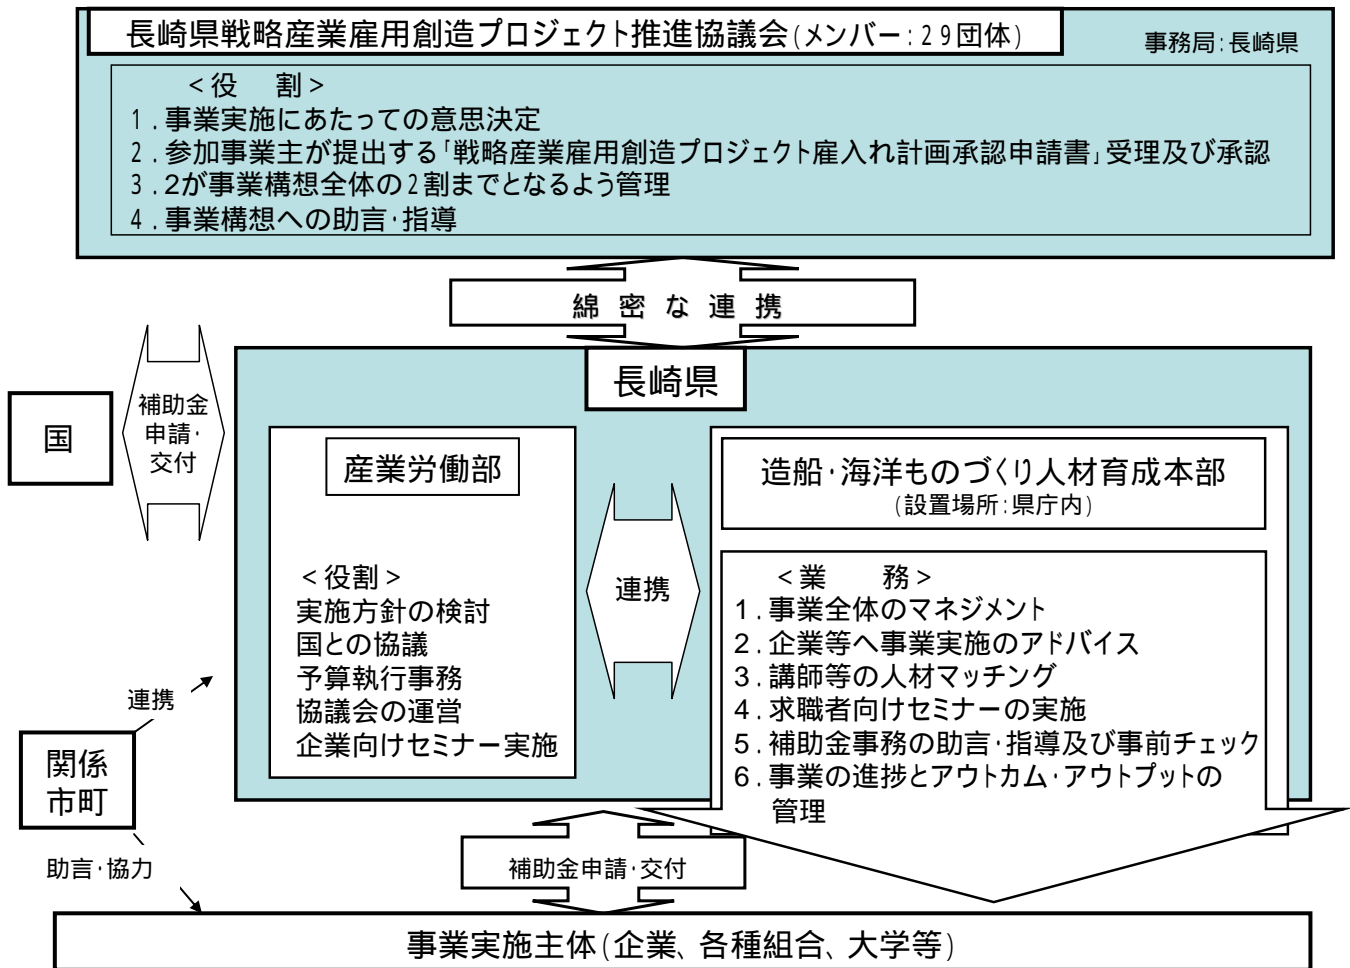 長崎県戦略産業雇用創造プロジェクト推進協議会(メンバー:29団体)
事務局:長崎県
<役　割>
1.事業実施にあたっての意思決定
2.参加事業主が提出する「戦略産業雇用創造プロジェクト雇入れ計画承認申請書」受理及び承認
3.2が事業構想全体の2割までとなるよう管理
4.事業構想への助言・指導
綿密な連携
長崎県
国
補助金
申請・
交付
産業労働部
<役割>
実施方針の検討
国との協議
予算執行事務
協議会の運営
企業向けセミナー実施
連携
造船・海洋ものづくり人材育成本部
(設置場所:県庁内)
<業　務>
1.事業全体のマネジメント
2.企業等へ事業実施のアドバイス
3.講師等の人材マッチング
4.求職者向けセミナーの実施
5.補助金事務の助言・指導及び事前チェック
6.事業の進捗とアウトカム・アウトプットの
管理
連携
関係
市町
助言・協力
補助金申請・交付
事業実施主体(企業、各種組合、大学等)